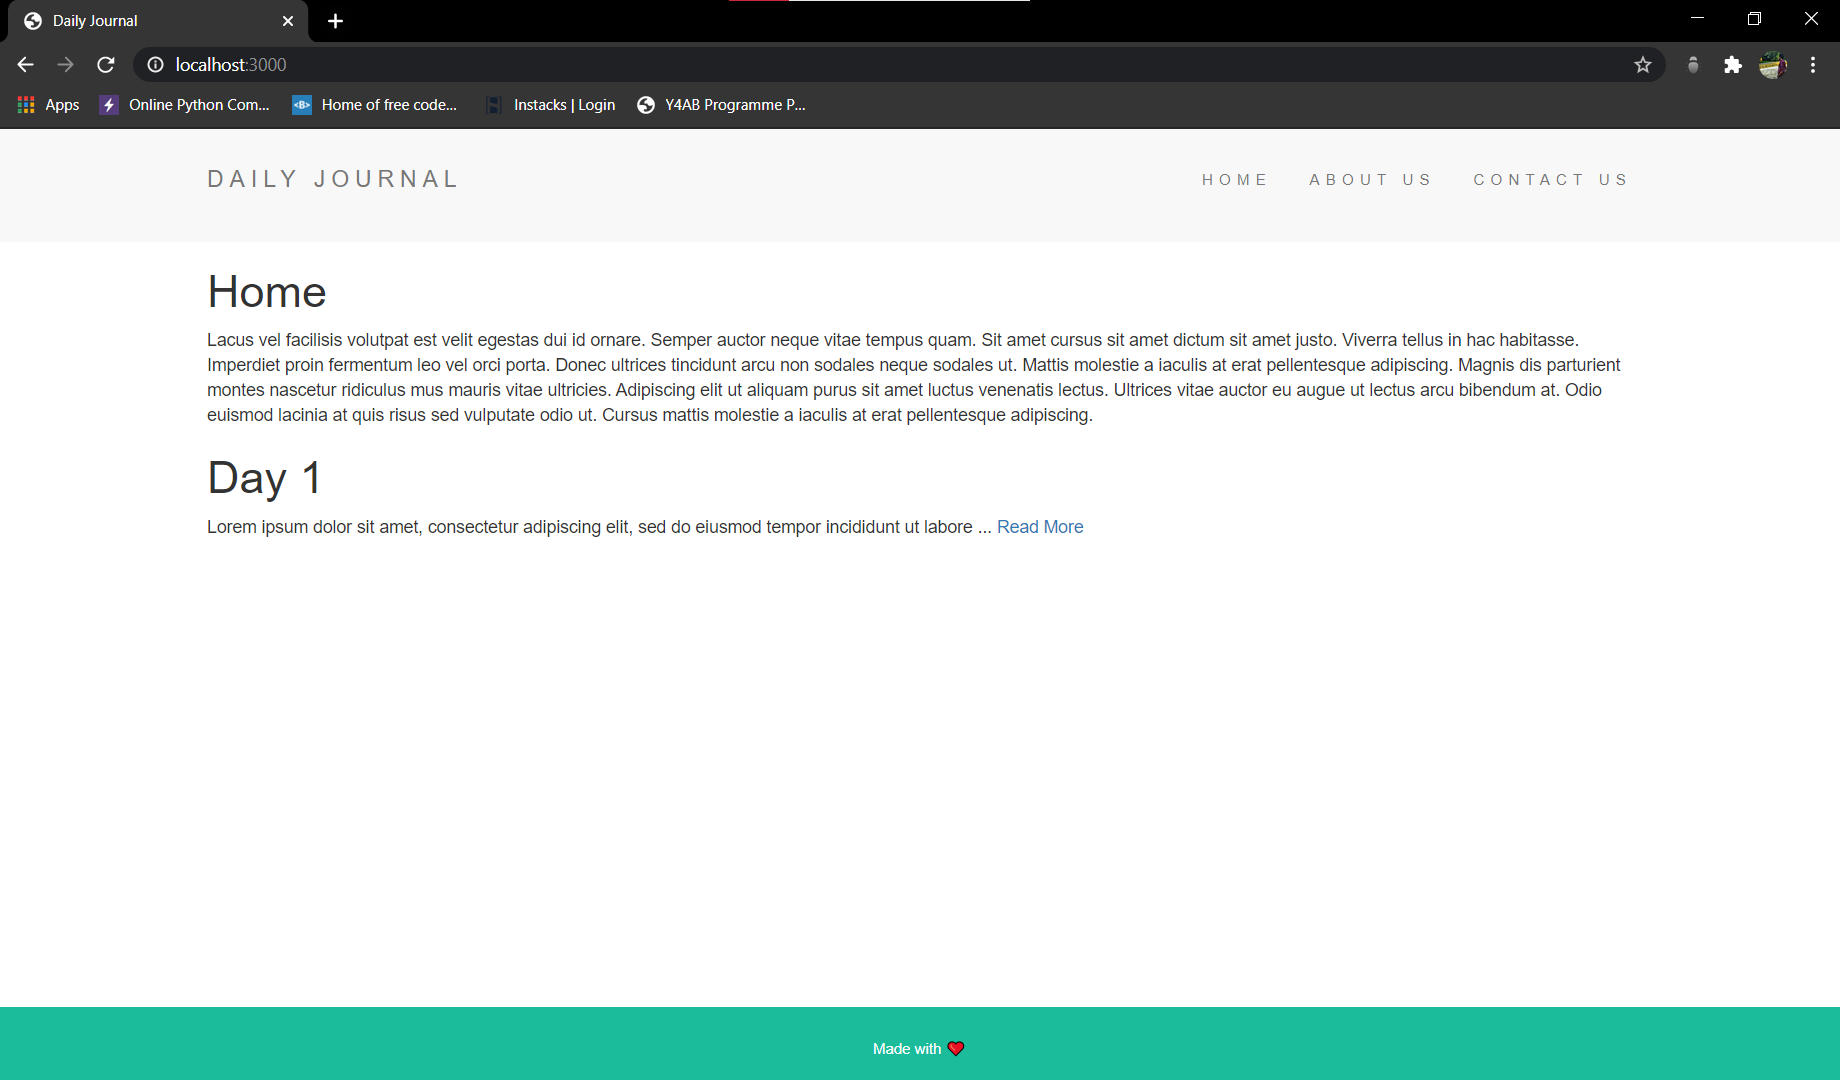 Daily Journal
localhost:3000
Apps Online Python Com... Home of free code... Instacks | Login Y4AB Programme P...
DAILY JOURNAL HOME ABOUT US CONTACT US
Home
Lacus vel facilisis volutpat est velit egestas dui id ornare. Semper auctor neque vitae tempus quam. Sit amet cursus sit amet dictum sit amet justo. Viverra tellus in hac habitasse.
Imperdiet proin fermentum leo vel orci porta. Donec ultrices tincidunt arcu non sodales neque sodales ut. Mattis molestie a iaculis at erat pellentesque adipiscing. Magnis dis parturient
montes nascetur ridiculus mus mauris vitae ultricies. Adipiscing elit ut aliquam purus sit amet luctus venenatis lectus. Ultrices vitae auctor eu augue ut lectus arcu bibendum at. Odio
euismod lacinia at quis risus sed vulputate odio ut. Cursus mattis molestie a iaculis at erat pellentesque adipiscing.
Day 1
Lorem ipsum dolor sit amet, consectetur adipiscing elit, sed do eiusmod tempor incididunt ut labore ... Read More
Made with ❤